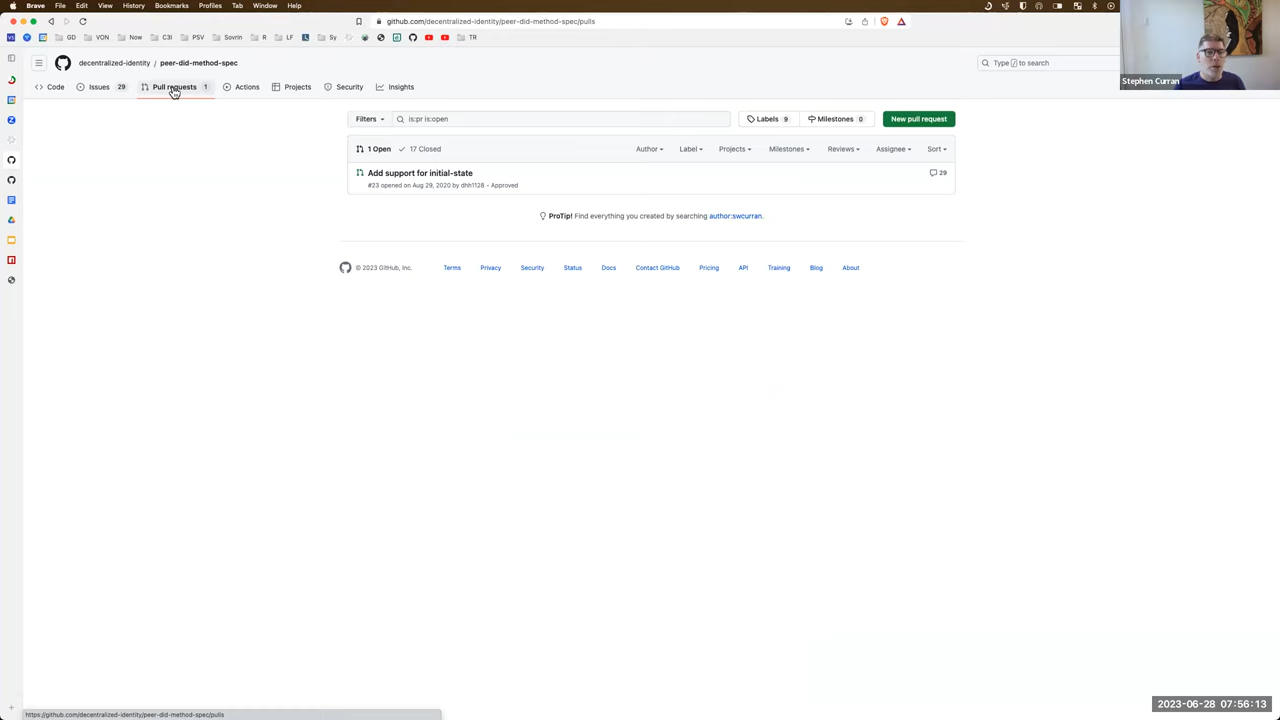 Brave File Edit View History Bookmarks Profiles Tab Window Help
github.com/decentralized-identity/peer-did-method-spec/pulls
GD VON Now C3I PSV Sovrin R LF Sy TR
decentralized-identity / peer-did-method-spec
Type / to search
Stephen Curran
Code Issues 29 Pull requests 1 Actions Projects Security Insights
Filters is:pr is:open Labels 9 Milestones 0 New pull request
1 Open 17 Closed Author Label Projects Milestones Reviews Assignee Sort
Add support for initial-state 29
#23 opened on Aug 29, 2020 by dhh1128 • Approved
ProTip! Find everything you created by searching author:swcurran.
© 2023 GitHub, Inc. Terms Privacy Security Status Docs Contact GitHub Pricing API Training Blog About
2023-06-28 07:56:13
https://github.com/decentralized-identity/peer-did-method-spec/pulls